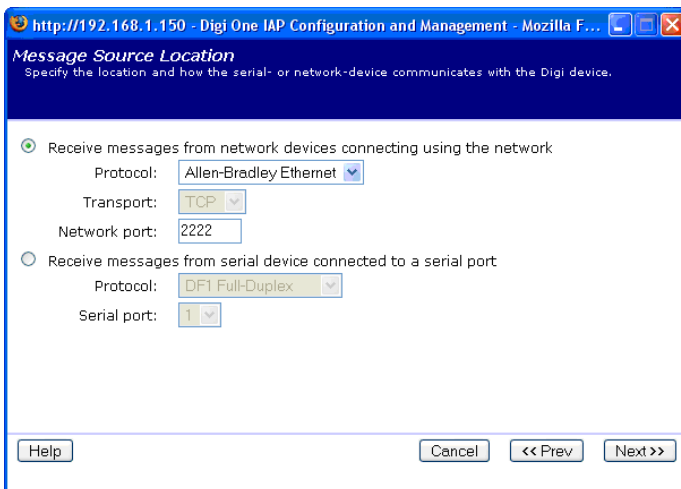 http://192.168.1.150 - Digi One IAP Configuration and Management - Mozilla F...
Message Source Location
Specify the location and how the serial- or network-device communicates with the Digi device.
Receive messages from network devices connecting using the network
Protocol: Allen-Bradley Ethernet
Transport: TCP
Network port: 2222
Receive messages from serial device connected to a serial port
Protocol: DF1 Full-Duplex
Serial port: 1
Help Cancel << Prev Next >>